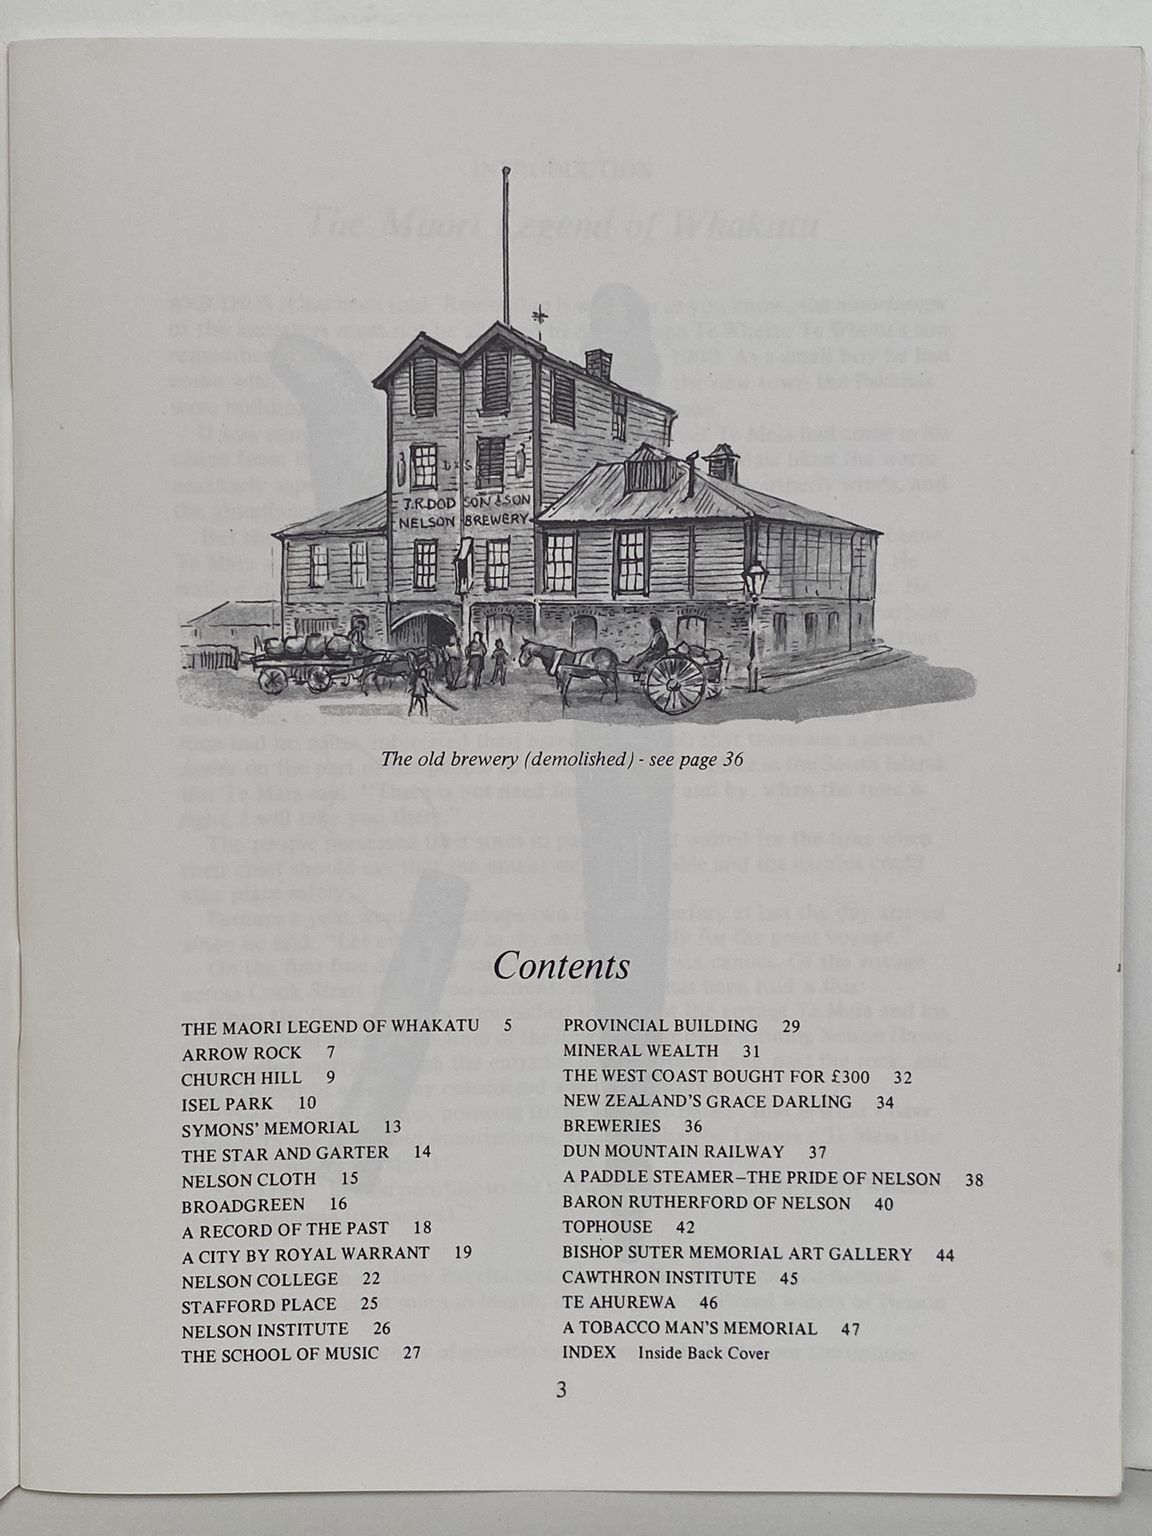 J.R.DODSON & SON
NELSON BREWERY
The old brewery (demolished) - see page 36
Contents
THE MAORI LEGEND OF WHAKATU 5
ARROW ROCK 7
CHURCH HILL 9
ISEL PARK 10
SYMONS' MEMORIAL 13
THE STAR AND GARTER 14
NELSON CLOTH 15
BROADGREEN 16
A RECORD OF THE PAST 18
A CITY BY ROYAL WARRANT 19
NELSON COLLEGE 22
STAFFORD PLACE 25
NELSON INSTITUTE 26
THE SCHOOL OF MUSIC 27
PROVINCIAL BUILDING 29
MINERAL WEALTH 31
THE WEST COAST BOUGHT FOR £300 32
NEW ZEALAND'S GRACE DARLING 34
BREWERIES 36
DUN MOUNTAIN RAILWAY 37
A PADDLE STEAMER–THE PRIDE OF NELSON 38
BARON RUTHERFORD OF NELSON 40
TOPHOUSE 42
BISHOP SUTER MEMORIAL ART GALLERY 44
CAWTHRON INSTITUTE 45
TE AHUREWA 46
A TOBACCO MAN'S MEMORIAL 47
INDEX Inside Back Cover
3